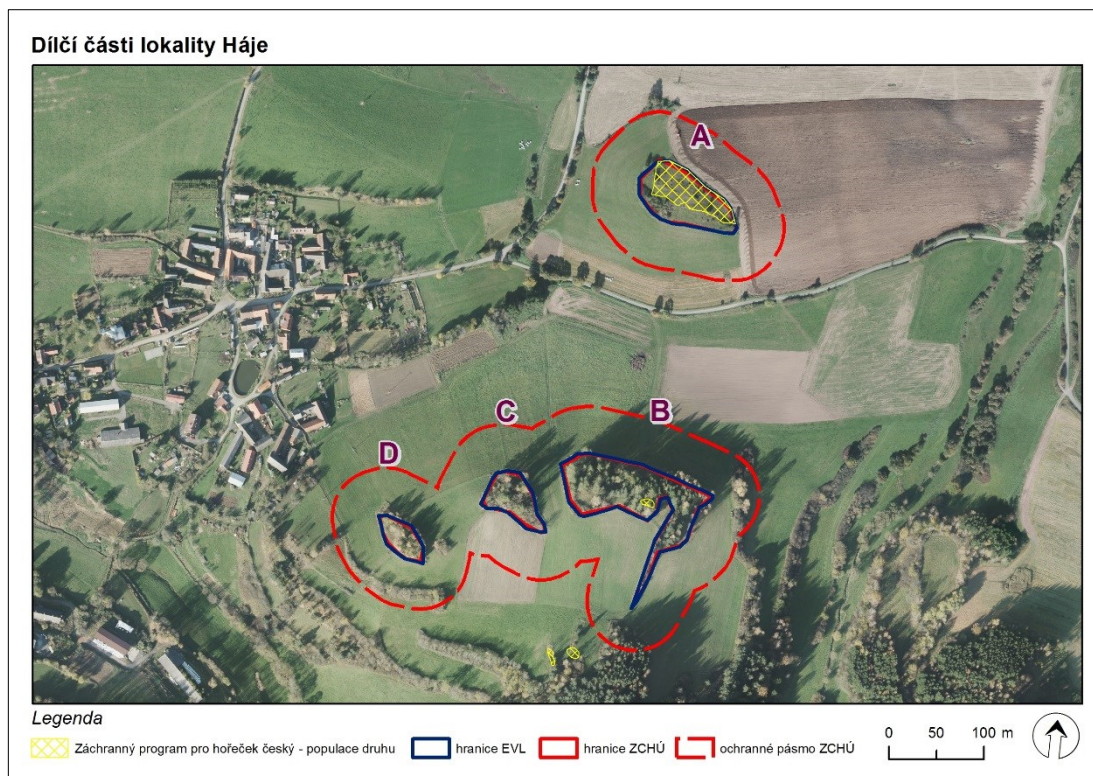 Dílčí části lokality Háje
A
B
C
D
Legenda
Záchranný program pro hořeček český - populace druhu
hranice EVL
hranice ZCHÚ
ochranné pásmo ZCHÚ
0 50 100 m